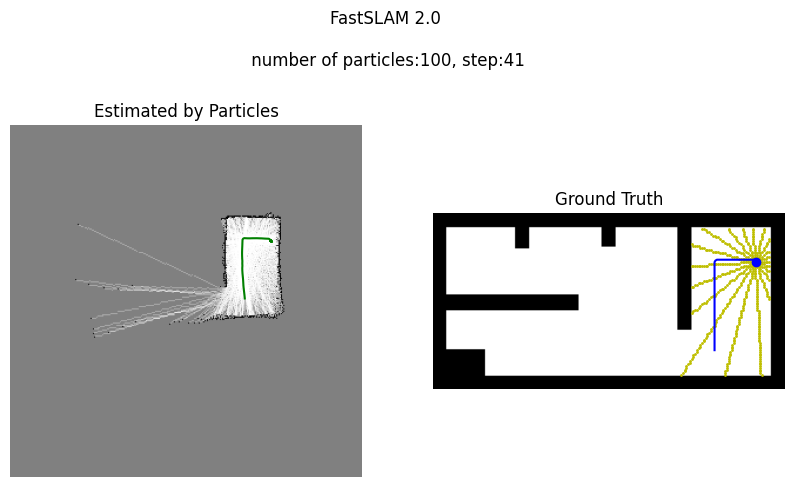 FastSLAM 2.0
number of particles:100, step:41
Estimated by Particles
Ground Truth